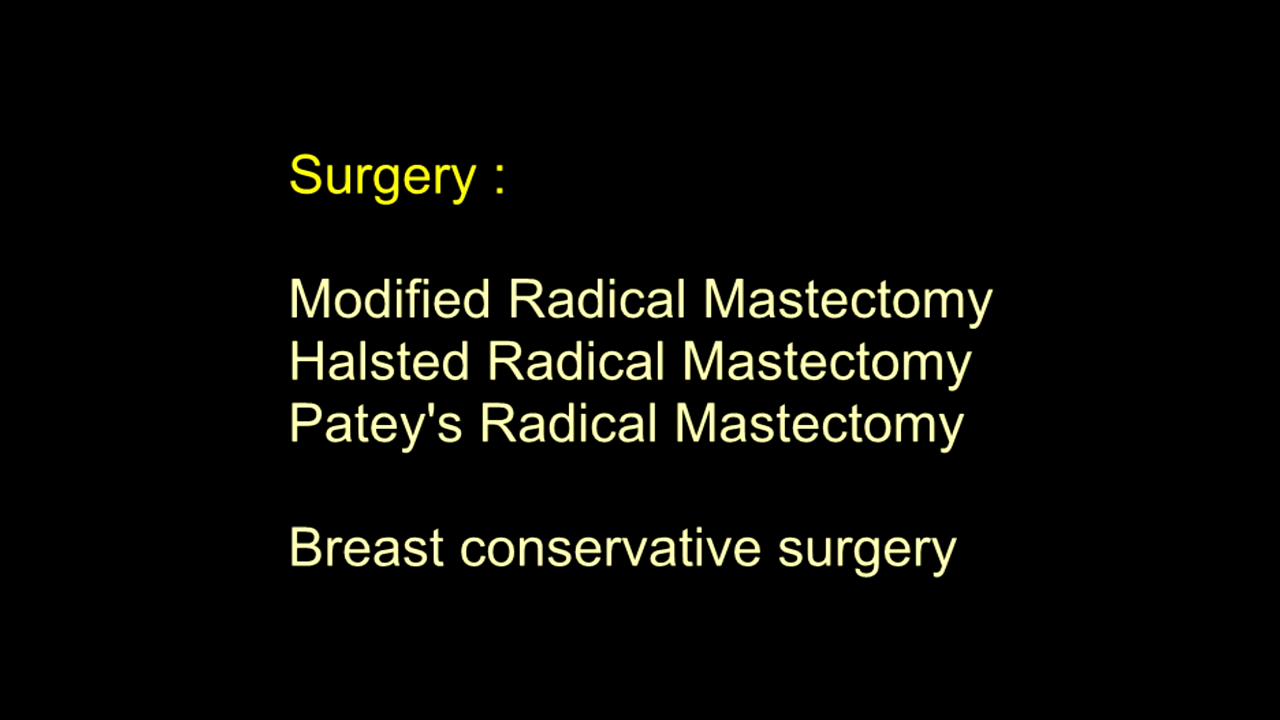 Surgery :
Modified Radical Mastectomy
Halsted Radical Mastectomy
Patey's Radical Mastectomy
Breast conservative surgery